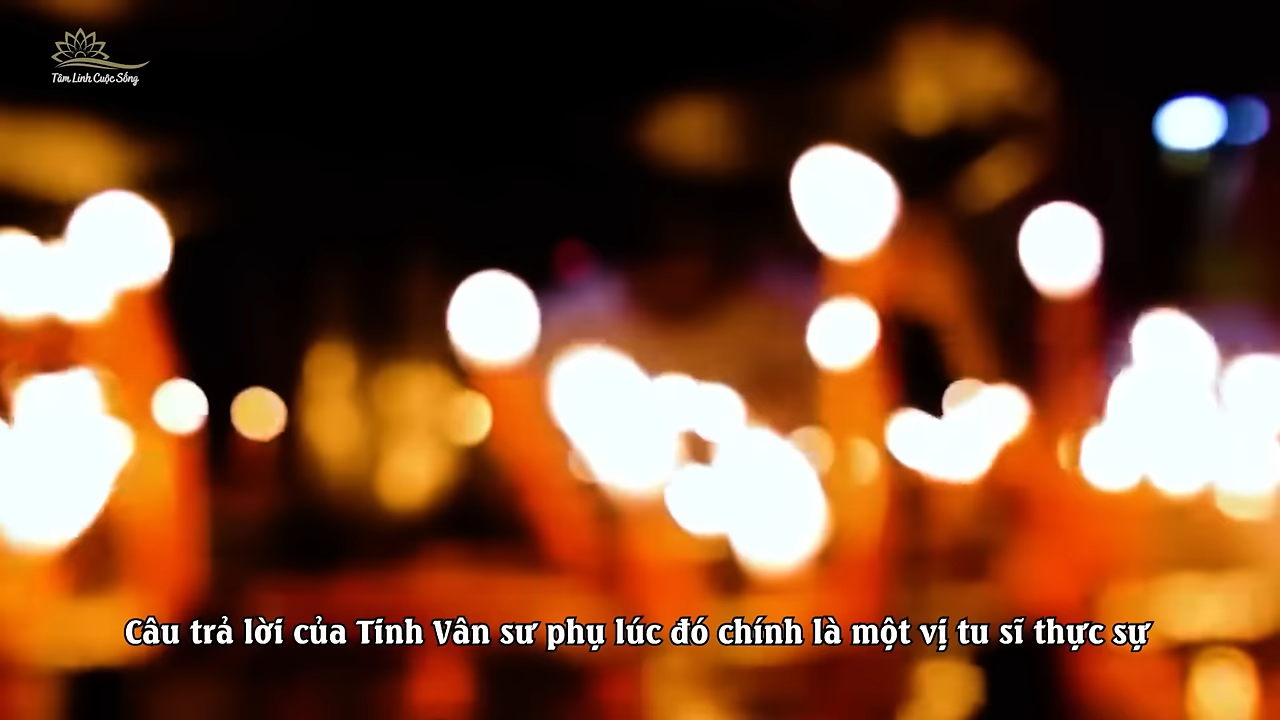 Tâm Linh Cuộc Sống
Câu trả lời của Tính Vân sư phụ lúc đó chính là một vị tu sĩ thực sự